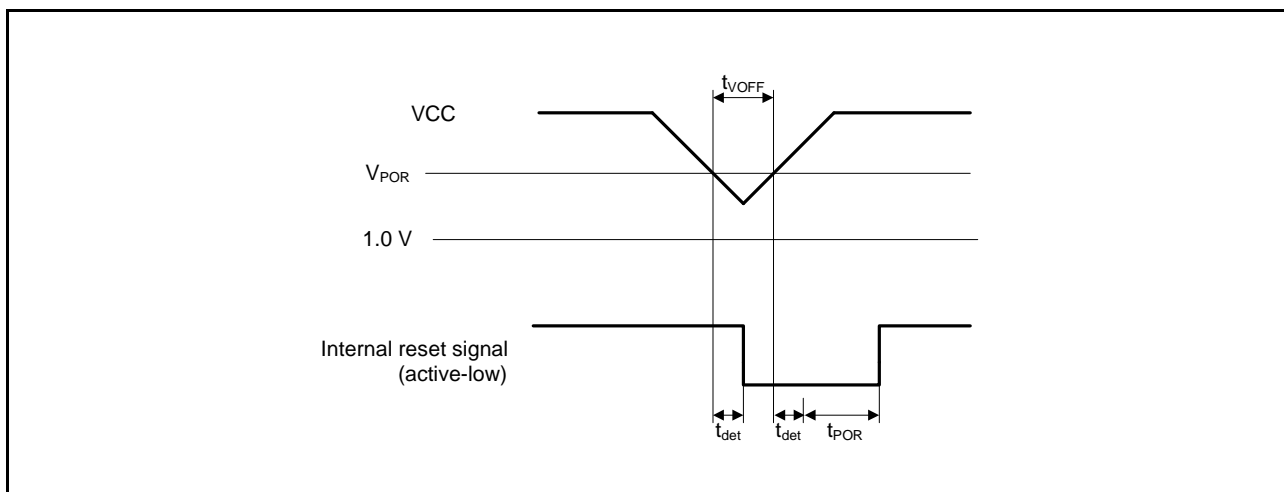 tVOFF
VCC
VPOR
1.0 V
Internal reset signal
(active-low)
tdet
tdet
tPOR